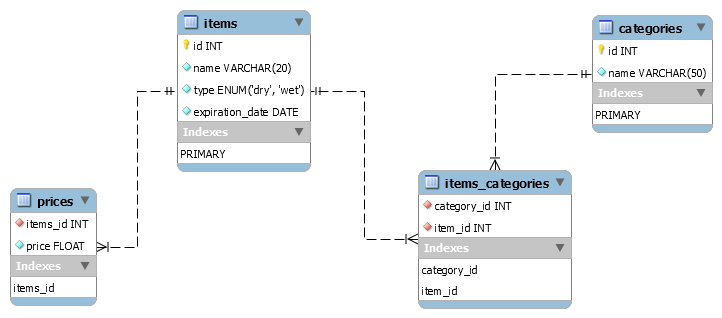 items
id INT
name VARCHAR(20)
type ENUM('dry', 'wet')
expiration_date DATE
Indexes
PRIMARY
categories
id INT
name VARCHAR(50)
Indexes
PRIMARY
prices
items_id INT
price FLOAT
Indexes
items_id
items_categories
category_id INT
item_id INT
Indexes
category_id
item_id